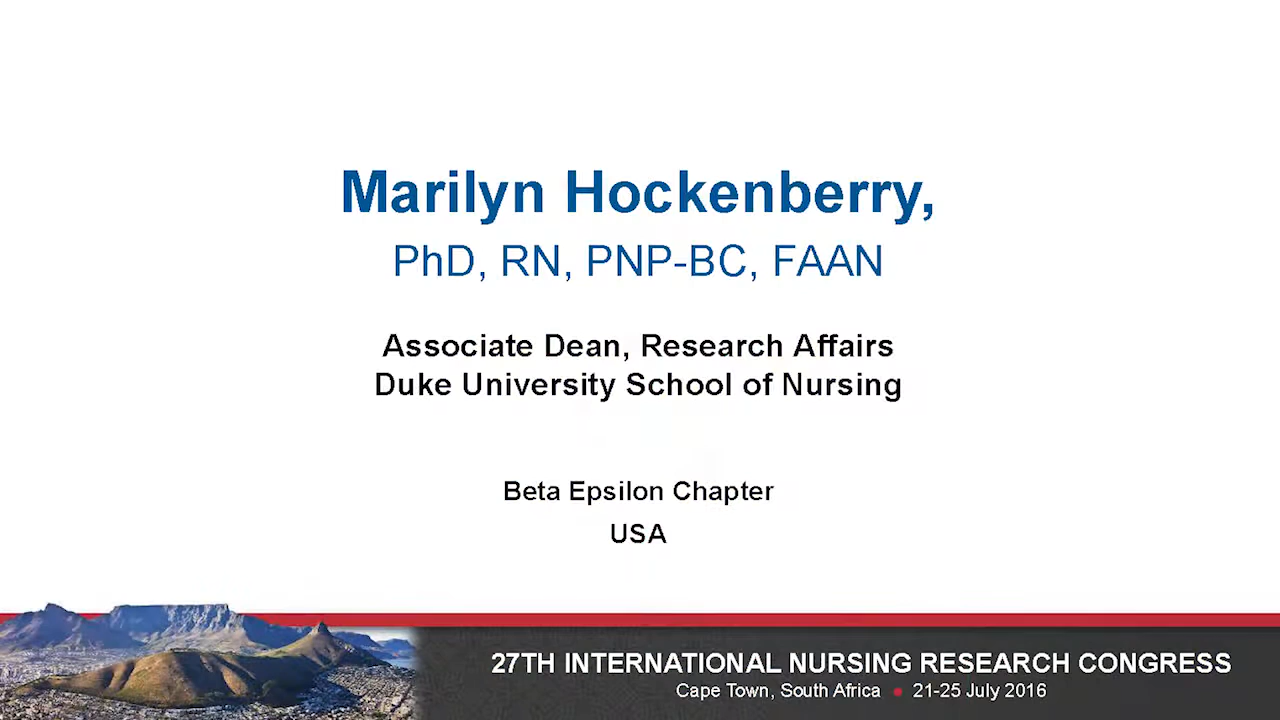 Marilyn Hockenberry,
PhD, RN, PNP-BC, FAAN
Associate Dean, Research Affairs
Duke University School of Nursing
Beta Epsilon Chapter
USA
27TH INTERNATIONAL NURSING RESEARCH CONGRESS
Cape Town, South Africa • 21-25 July 2016